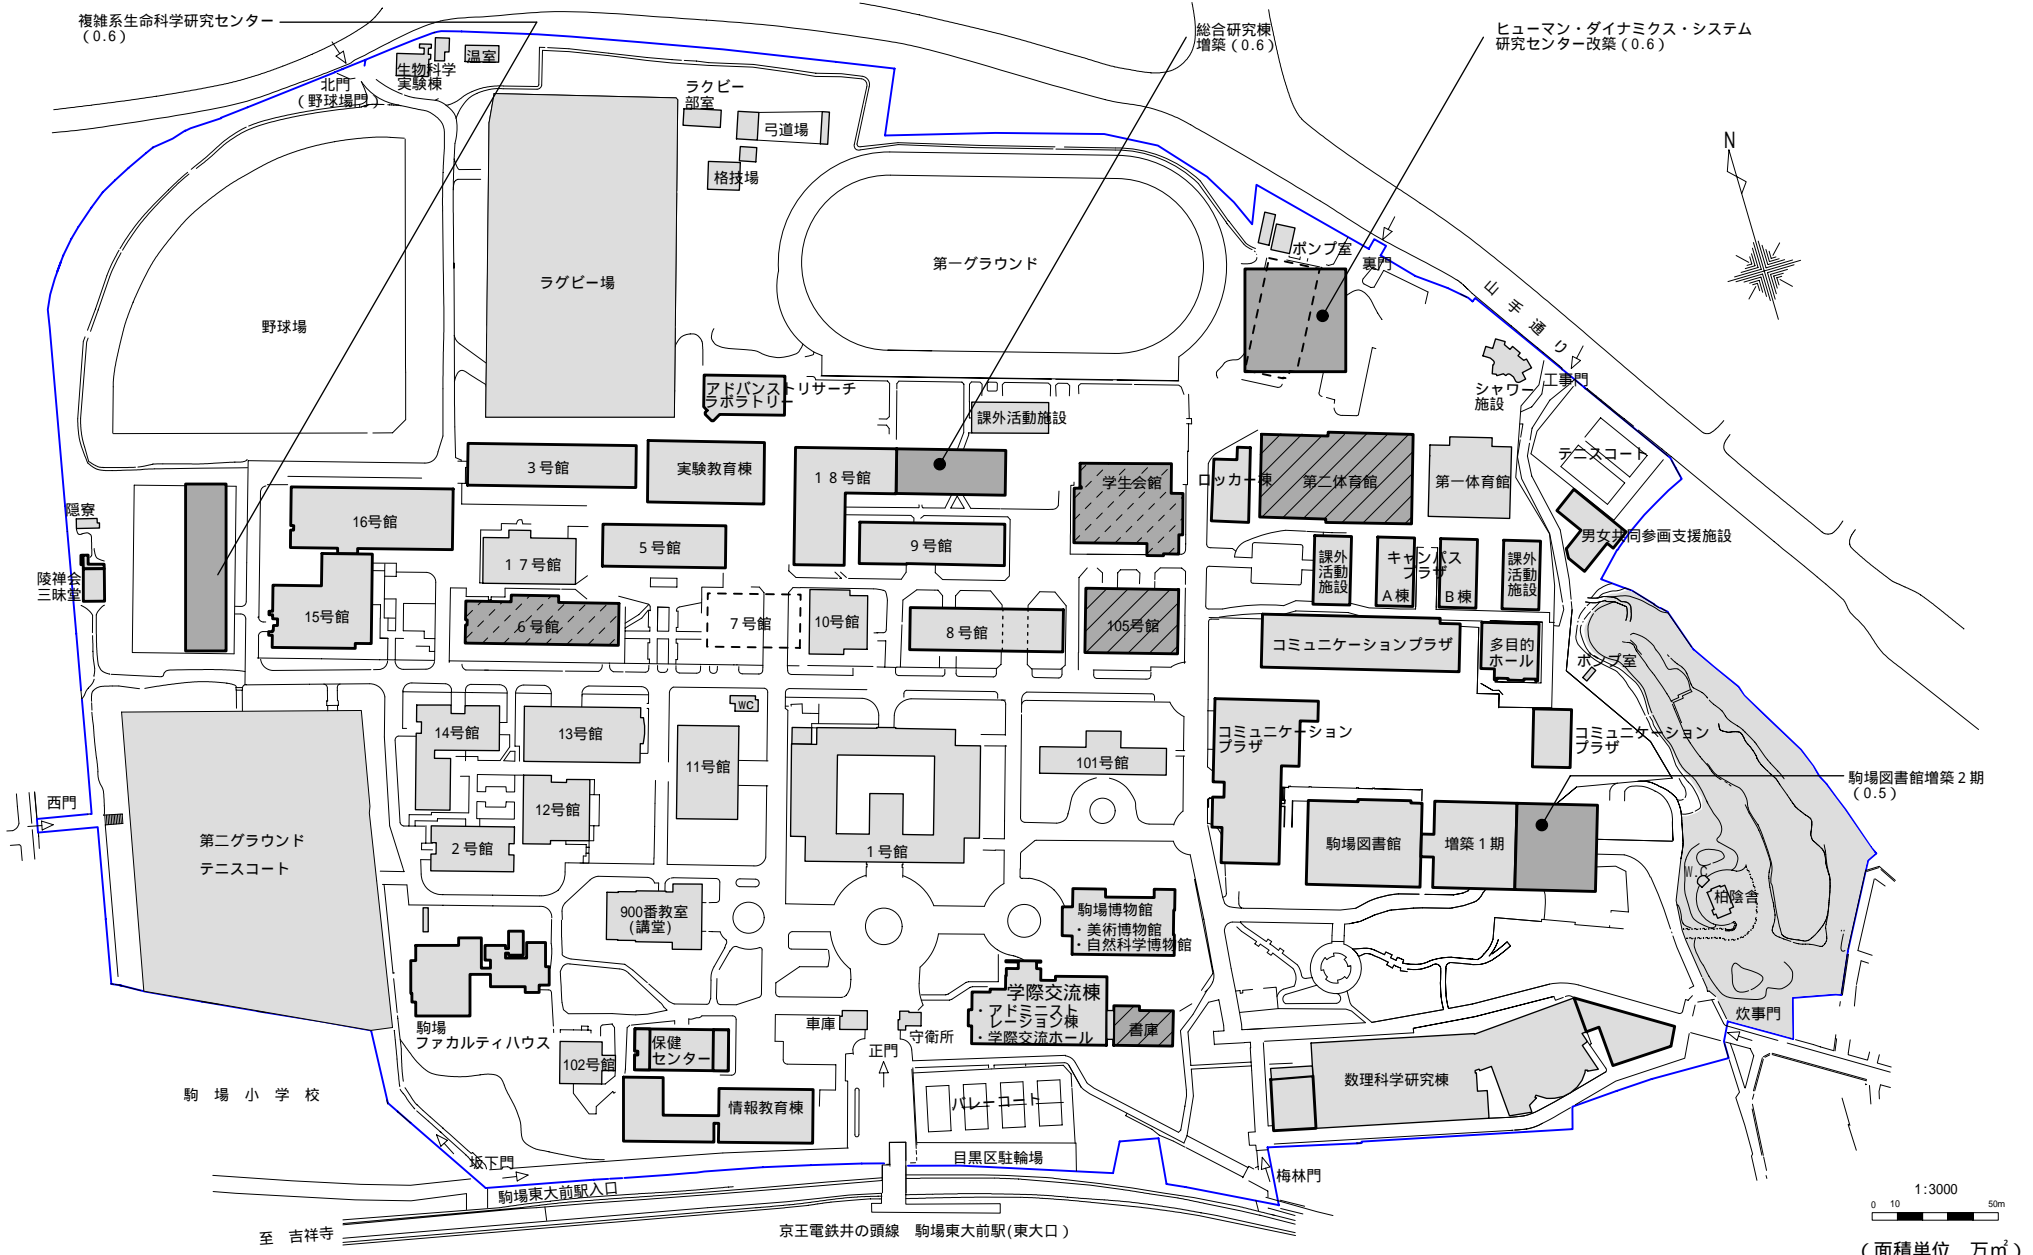 複雑系生命科学研究センター
（0.6）
総合研究棟
増築（0.6）
ヒューマン・ダイナミクス・システム
研究センター改築（0.6）
北門
（野球場門）
生物科学
実験棟
温室
ラクビー
部室
弓道場
格技場
N
野球場
ラグビー場
第一グラウンド
ポンプ室
裏門
山手通り
工事門
シャワー
施設
テニスコート
アドバンストリサーチ
ラボラトリー
課外活動施設
3号館
実験教育棟
18号館
学生会館
ロッカー棟
第二体育館
第一体育館
男女共同参画支援施設
隠寮
陵禅会
三昧堂
16号館
17号館
5号館
9号館
課外
活動
施設
キャンパス
プラザ
A棟
B棟
課外
活動
施設
15号館
6号館
7号館
10号館
8号館
105号館
コミュニケーションプラザ
多目的
ホール
ポンプ室
WC
14号館
13号館
11号館
101号館
コミュニケーション
プラザ
コミュニケーション
プラザ
駒場図書館増築2期
（0.5）
西門
第二グラウンド
テニスコート
12号館
2号館
1号館
駒場図書館
増築1期
W.C
柏陰舎
900番教室
(講堂)
駒場博物館
・美術博物館
・自然科学博物館
学際交流棟
・アドミニスト
レーション棟
・学際交流ホール
書庫
炊事門
駒場
ファカルティハウス
車庫
守衛所
正門
102号館
保健
センター
数理科学研究棟
駒場小学校
情報教育棟
バレーコート
坂下門
目黒区駐輪場
梅林門
駒場東大前駅入口
至 吉祥寺
京王電鉄井の頭線 駒場東大前駅(東大口)
1:3000
0 10 50m
(面積単位 万㎡)